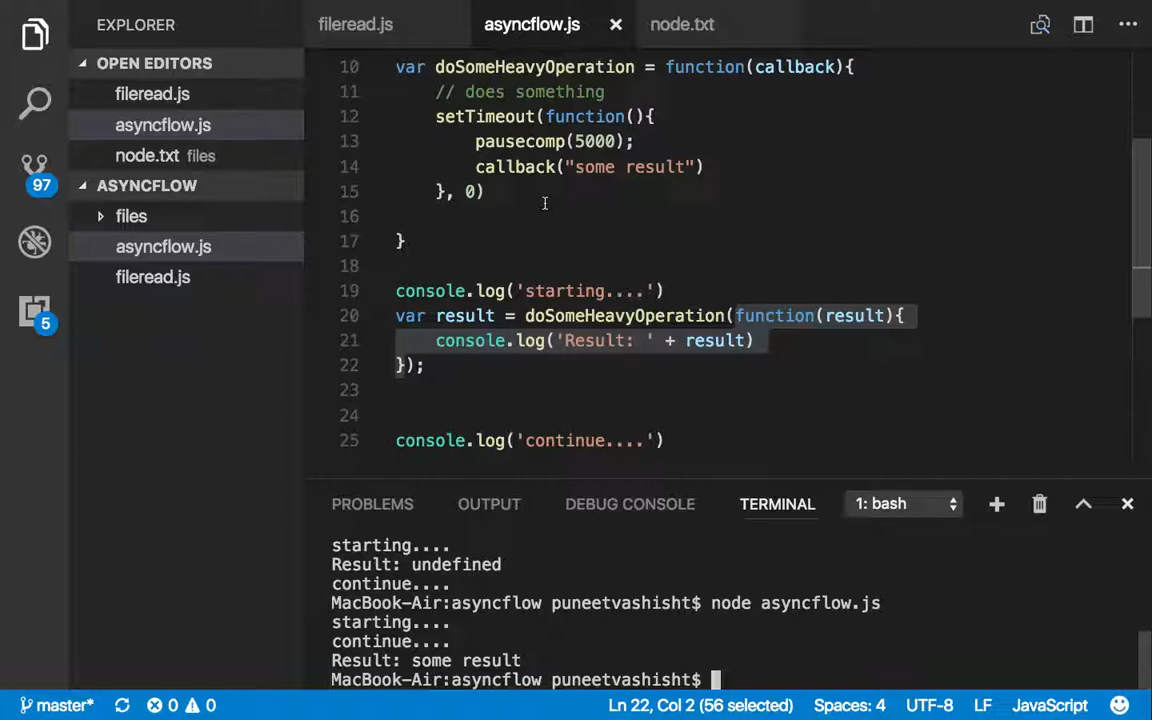 EXPLORER
OPEN EDITORS
fileread.js
asyncflow.js
node.txt files
97
ASYNCFLOW
files
asyncflow.js
fileread.js
5
fileread.js asyncflow.js node.txt
10 var doSomeHeavyOperation = function(callback){
11 // does something
12 setTimeout(function(){
13 pausecomp(5000);
14 callback("some result")
15 }, 0)
16
17 }
18
19 console.log('starting....')
20 var result = doSomeHeavyOperation(function(result){
21 console.log('Result: ' + result)
22 });
23
24
25 console.log('continue....')
PROBLEMS OUTPUT DEBUG CONSOLE TERMINAL 1: bash
starting....
Result: undefined
continue....
MacBook-Air:asyncflow puneetvashisht$ node asyncflow.js
starting....
continue....
Result: some result
MacBook-Air:asyncflow puneetvashisht$
master* 0 0 Ln 22, Col 2 (56 selected) Spaces: 4 UTF-8 LF JavaScript